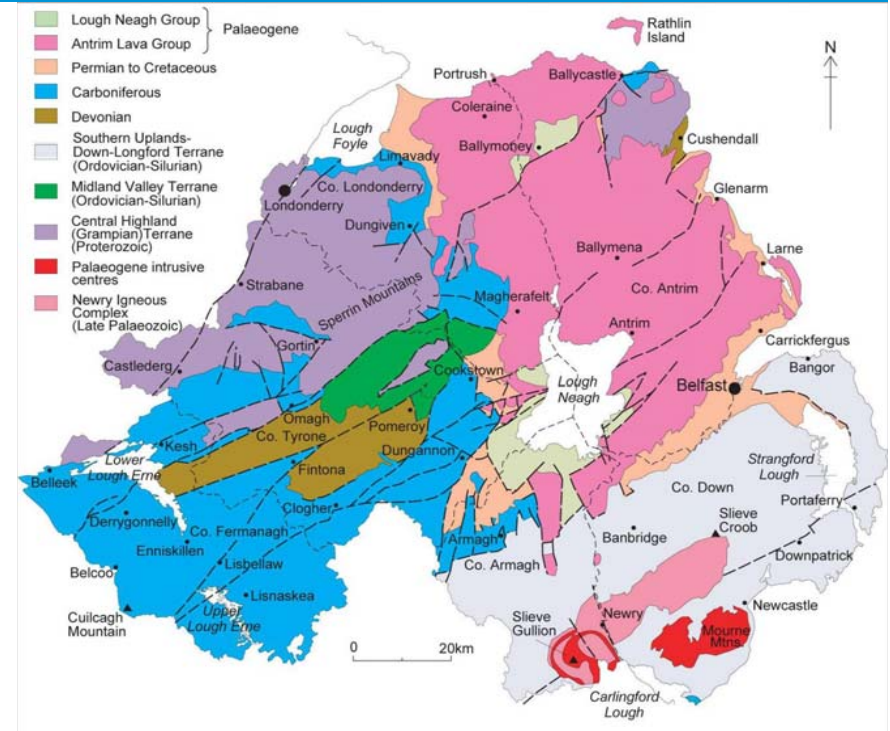 Lough Neagh Group
Antrim Lava Group
Palaeogene
Permian to Cretaceous
Carboniferous
Devonian
Southern Uplands-
Down-Longford Terrane
(Ordovician-Silurian)
Midland Valley Terrane
(Ordovician-Silurian)
Central Highland
(Grampian)Terrane
(Proterozoic)
Palaeogene intrusive
centres
Newry Igneous
Complex
(Late Palaeozoic)
Rathlin
Island
N
Portrush
Ballycastle
Coleraine
Lough
Foyle
Ballymoney
Cushendall
Limavady
Co. Londonderry
Londonderry
Glenarm
Dungiven
Ballymena
Larne
Strabane
Sperrin Mountains
Magherafelt
Co. Antrim
Antrim
Gortin
Carrickfergus
Castlederg
Cookstown
Lough
Neagh
Belfast
Bangor
Omagh
Co. Tyrone
Pomeroy
Kesh
Dungannon
Lower
Lough Erne
Fintona
Strangford
Lough
Belleek
Co. Down
Clogher
Portaferry
Derrygonnelly
Co. Fermanagh
Slieve
Croob
Enniskillen
Armagh
Banbridge
Downpatrick
Belcoo
Lisbellaw
Co. Armagh
Lisnaskea
Newcastle
Cuilcagh
Mountain
Upper
Lough Erne
Slieve
Gullion
Newry
Mourne
Mtns.
0
20km
Carlingford
Lough